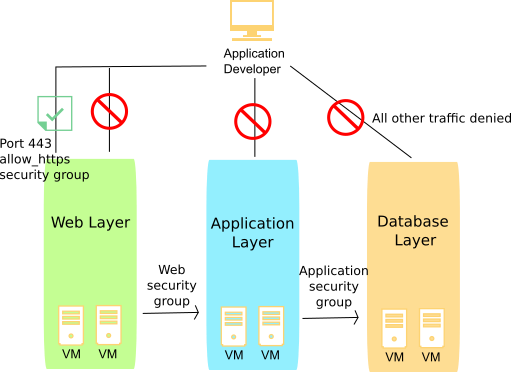 Application
Developer
Port 443
allow_https
security group
All other traffic denied
Web Layer
Application
Layer
Database
Layer
Web
security
group
Application
security
group
VM
VM
VM
VM
VM
VM